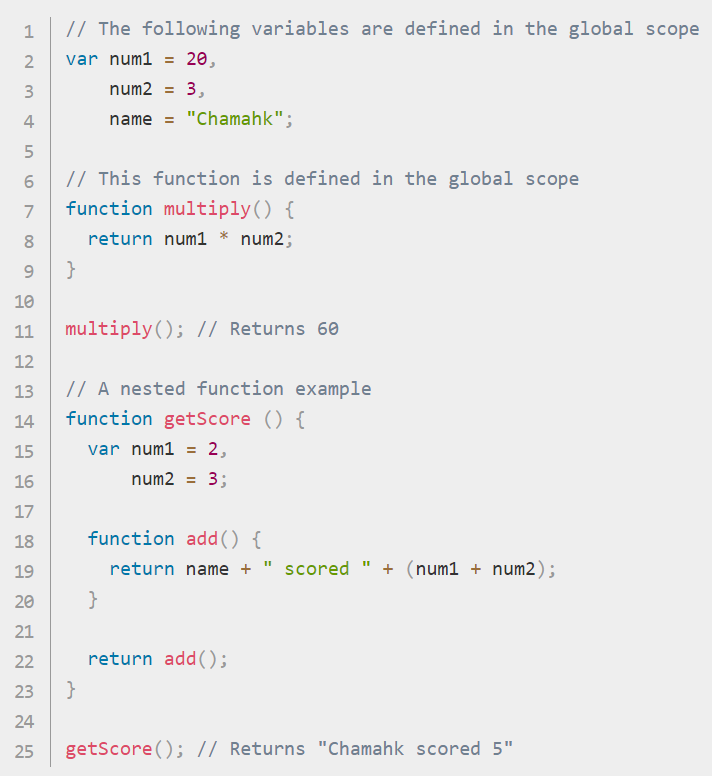 1 // The following variables are defined in the global scope
2 var num1 = 20,
3     num2 = 3,
4     name = "Chamahk";
5
6 // This function is defined in the global scope
7 function multiply() {
8   return num1 * num2;
9 }
10
11 multiply(); // Returns 60
12
13 // A nested function example
14 function getScore () {
15   var num1 = 2,
16       num2 = 3;
17
18   function add() {
19     return name + " scored " + (num1 + num2);
20   }
21
22   return add();
23 }
24
25 getScore(); // Returns "Chamahk scored 5"